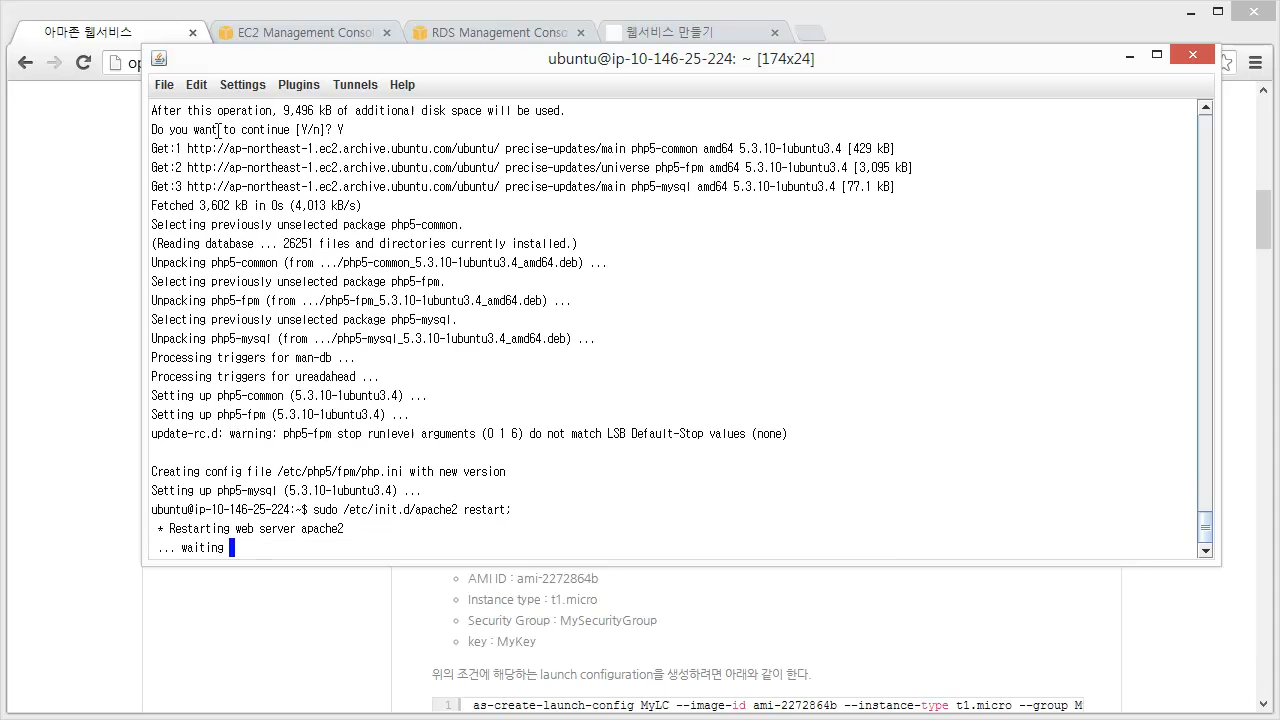 아마존 웹서비스
EC2 Management Consol
RDS Management Conso
웹서비스 만들기
op
ubuntu@ip-10-146-25-224: ~ [174x24]
File Edit Settings Plugins Tunnels Help
After this operation, 9,496 kB of additional disk space will be used.
Do you want to continue [Y/n]? Y
Get:1 http://ap-northeast-1.ec2.archive.ubuntu.com/ubuntu/ precise-updates/main php5-common amd64 5.3.10-1ubuntu3.4 [429 kB]
Get:2 http://ap-northeast-1.ec2.archive.ubuntu.com/ubuntu/ precise-updates/universe php5-fpm amd64 5.3.10-1ubuntu3.4 [3,095 kB]
Get:3 http://ap-northeast-1.ec2.archive.ubuntu.com/ubuntu/ precise-updates/main php5-mysql amd64 5.3.10-1ubuntu3.4 [77.1 kB]
Fetched 3,602 kB in 0s (4,013 kB/s)
Selecting previously unselected package php5-common.
(Reading database ... 26251 files and directories currently installed.)
Unpacking php5-common (from .../php5-common_5.3.10-1ubuntu3.4_amd64.deb) ...
Selecting previously unselected package php5-fpm.
Unpacking php5-fpm (from .../php5-fpm_5.3.10-1ubuntu3.4_amd64.deb) ...
Selecting previously unselected package php5-mysql.
Unpacking php5-mysql (from .../php5-mysql_5.3.10-1ubuntu3.4_amd64.deb) ...
Processing triggers for man-db ...
Processing triggers for ureadahead ...
Setting up php5-common (5.3.10-1ubuntu3.4) ...
Setting up php5-fpm (5.3.10-1ubuntu3.4) ...
update-rc.d: warning: php5-fpm stop runlevel arguments (0 1 6) do not match LSB Default-Stop values (none)
Creating config file /etc/php5/fpm/php.ini with new version
Setting up php5-mysql (5.3.10-1ubuntu3.4) ...
ubuntu@ip-10-146-25-224:~$ sudo /etc/init.d/apache2 restart;
* Restarting web server apache2
... waiting
AMI ID : ami-2272864b
Instance type : t1.micro
Security Group : MySecurityGroup
key : MyKey
위의 조건에 해당하는 launch configuration을 생성하려면 아래와 같이 한다.
1 as-create-launch-config MyLC --image-id ami-2272864b --instance-type t1.micro --group M